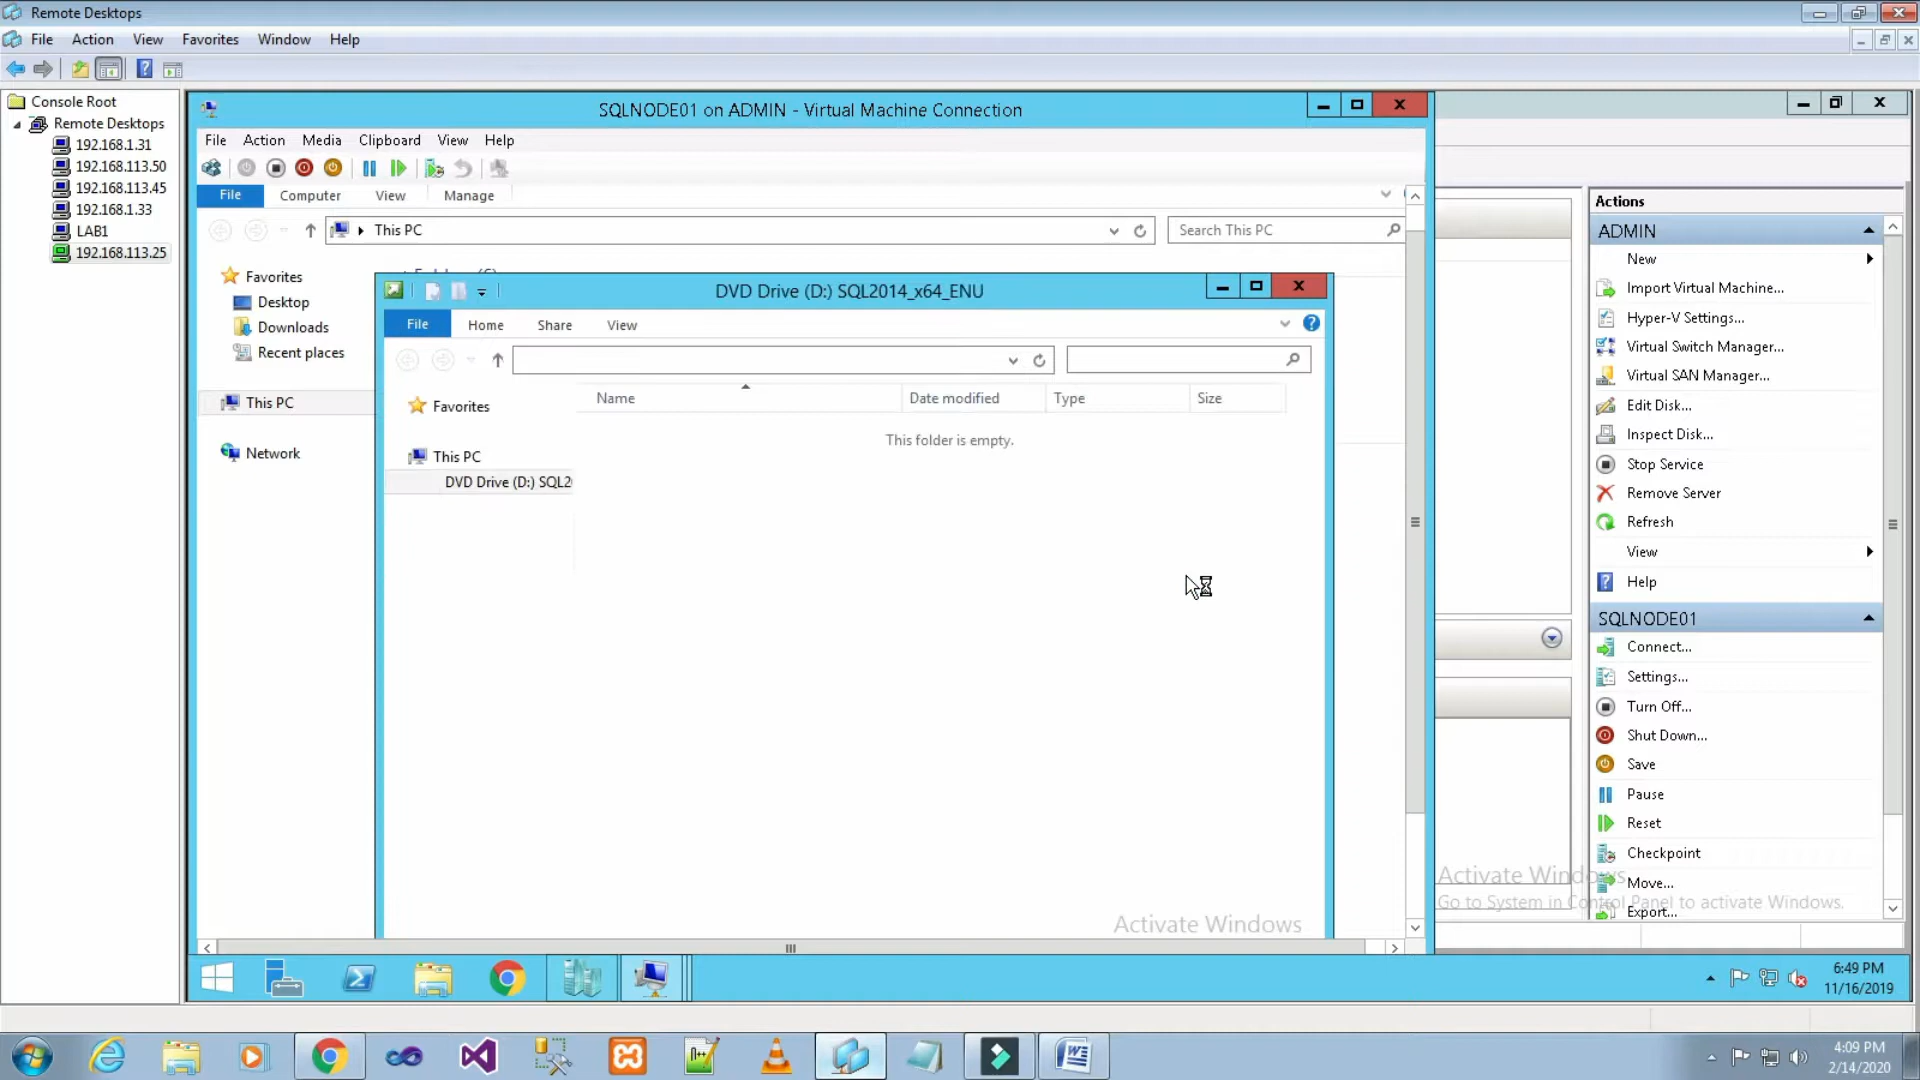 Remote Desktops
File Action View Favorites Window Help
Console Root
Remote Desktops
192.168.1.31
192.168.113.50
192.168.113.45
192.168.1.33
LAB1
192.168.113.25
SQLNODE01 on ADMIN - Virtual Machine Connection
File Action Media Clipboard View Help
File Computer View Manage
This PC
Search This PC
Favorites
Desktop
Downloads
Recent places
This PC
Network
DVD Drive (D:) SQL2014_x64_ENU
File Home Share View
Favorites
This PC
DVD Drive (D:) SQL2
Name Date modified Type Size
This folder is empty.
Activate Windows
Actions
ADMIN
New
Import Virtual Machine...
Hyper-V Settings...
Virtual Switch Manager...
Virtual SAN Manager...
Edit Disk...
Inspect Disk...
Stop Service
Remove Server
Refresh
View
Help
SQLNODE01
Connect...
Settings...
Turn Off...
Shut Down...
Save
Pause
Reset
Checkpoint
Move...
Export...
Activate Windows
Go to System in Control Panel to activate Windows.
6:49 PM
11/16/2019
4:09 PM
2/14/2020